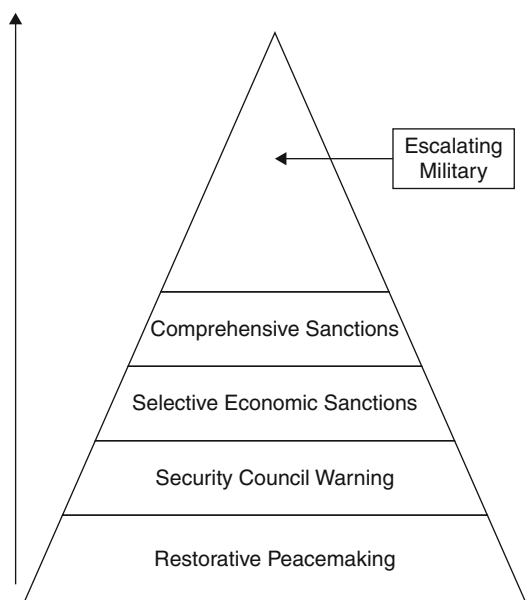 Escalating
Military
Comprehensive Sanctions
Selective Economic Sanctions
Security Council Warning
Restorative Peacemaking